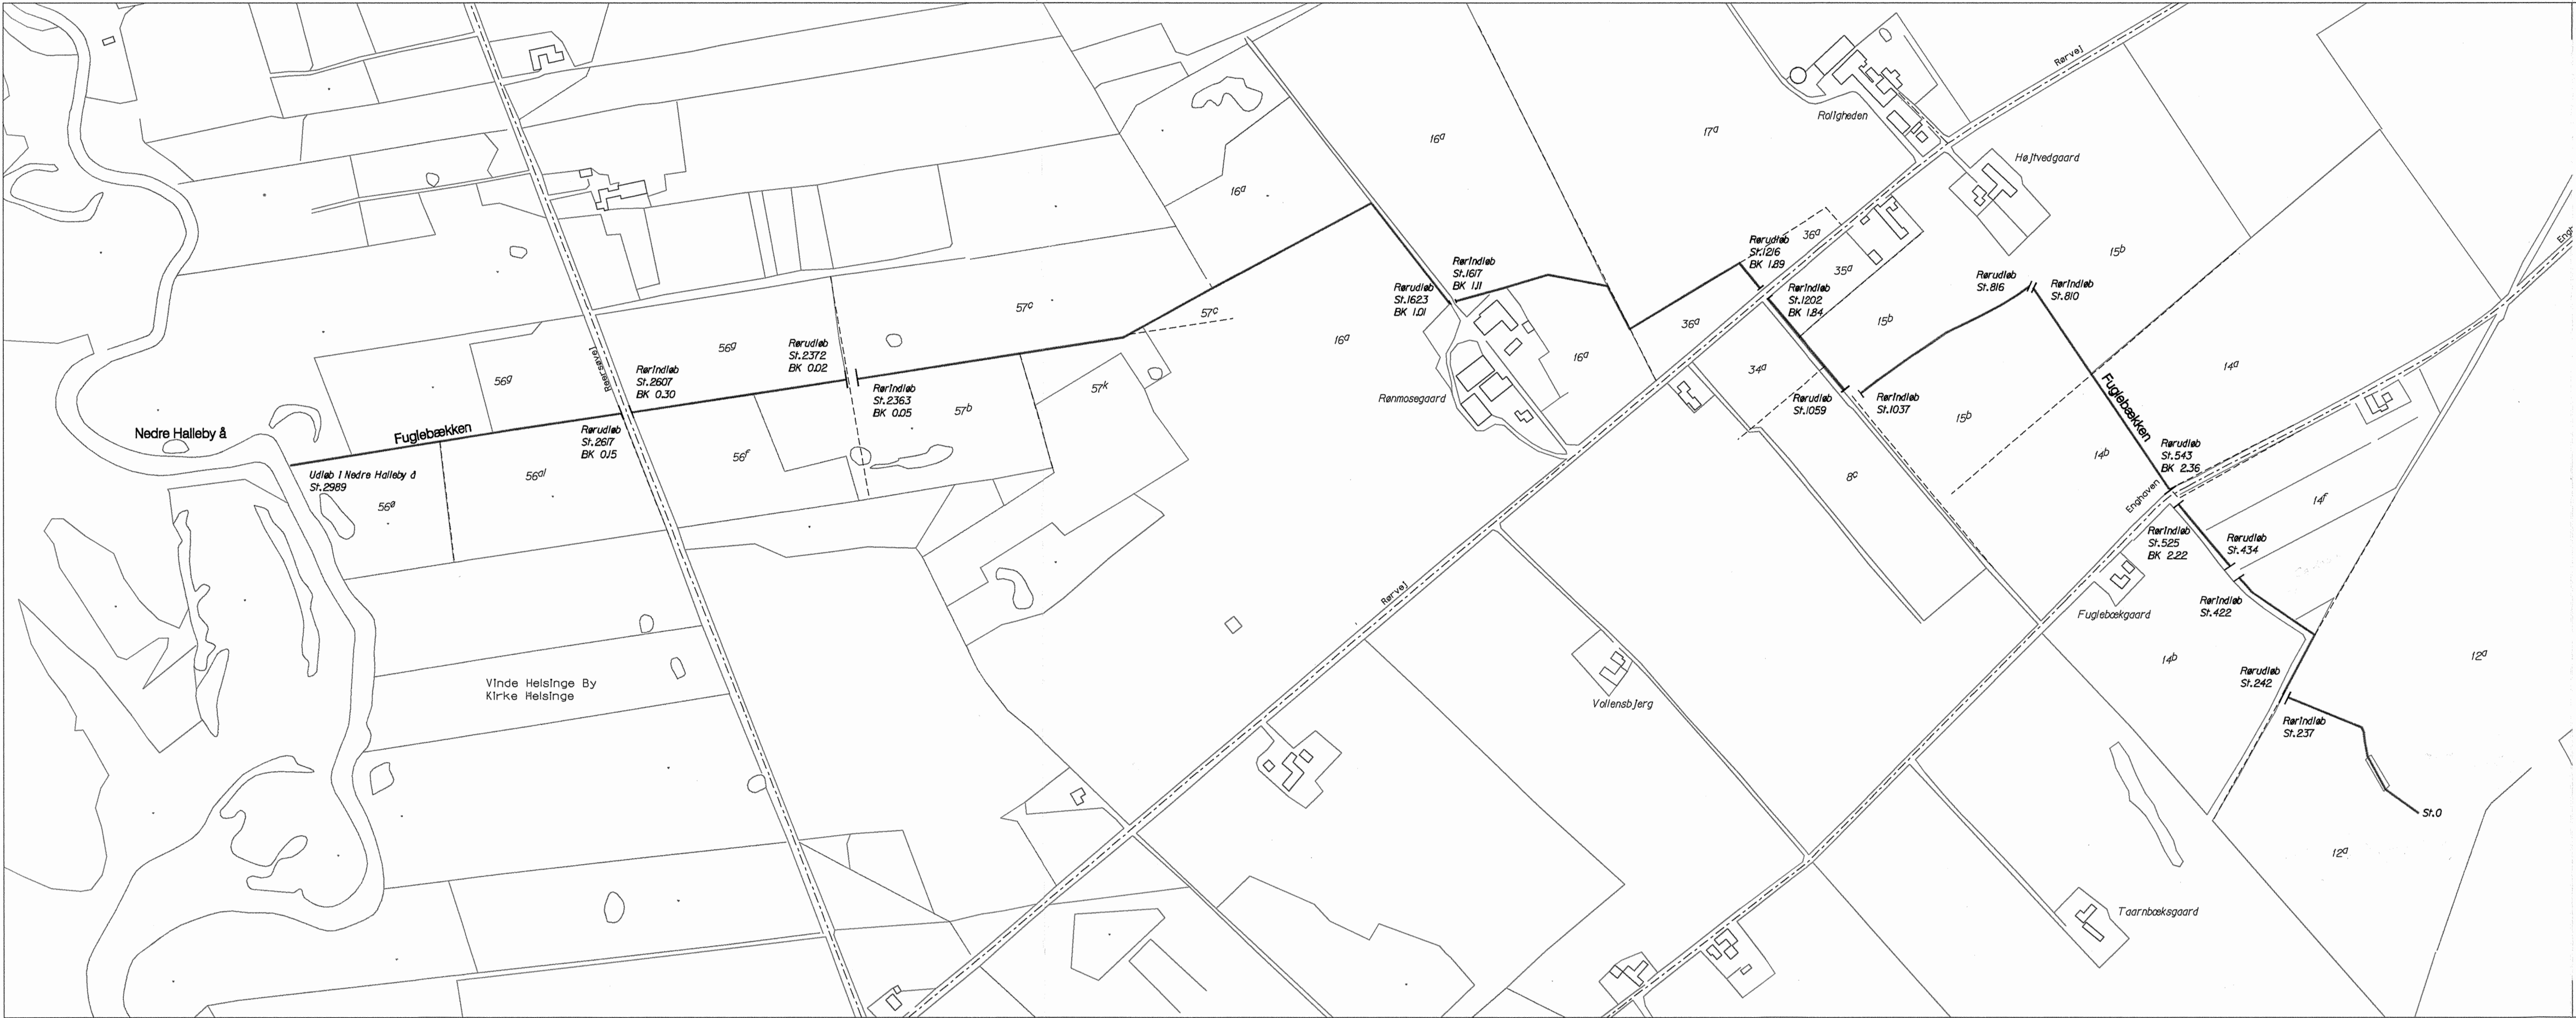 Rørvej
Roligheden
Højtvedgaard
16ª
17ª
16ª
Rørudløb
St.1216
BK 1.89
36ª
35ª
15ᵇ
Rørudløb
St.816
Rørindløb
St.810
Rørindløb
St.1617
BK 1.11
Rørudløb
St.1623
BK 1.01
Rørindløb
St.1202
BK 1.84
57ᶜ
57ᶜ
36ª
15ᵇ
16ª
16ª
34ª
14ª
Reersøvej
56ᵍ
56ᵍ
Rørudløb
St.2372
BK 0.02
Rørindløb
St.2607
BK 0.30
Rørindløb
St.2363
BK 0.05
57ᵏ
57ᵇ
Rønmosegaard
Rørudløb
St.1059
Rørindløb
St.1037
15ᵇ
Fuglebækken
Nedre Halleby å
Fuglebækken
Rørudløb
St.2617
BK 0.15
56ᶠ
14ᵇ
Rørudløb
St.543
BK 2.36
Udløb i Nedre Halleby å
St.2989
56ᵃˡ
56ᵉ
8ᶜ
Enghaven
14ᶠ
Rørindløb
St.525
BK 2.22
Rørudløb
St.434
Rørvej
Rørindløb
St.422
Fuglebækgaard
14ᵇ
12ª
Vinde Helsinge By
Kirke Helsinge
Vollensbjerg
Rørudløb
St.242
Rørindløb
St.237
St.0
12ª
Taarnbæksgaard